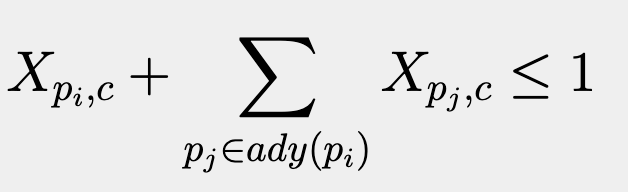 X_{p_i,c} + \sum_{p_j \in ady(p_i)} X_{p_j,c} \leq 1